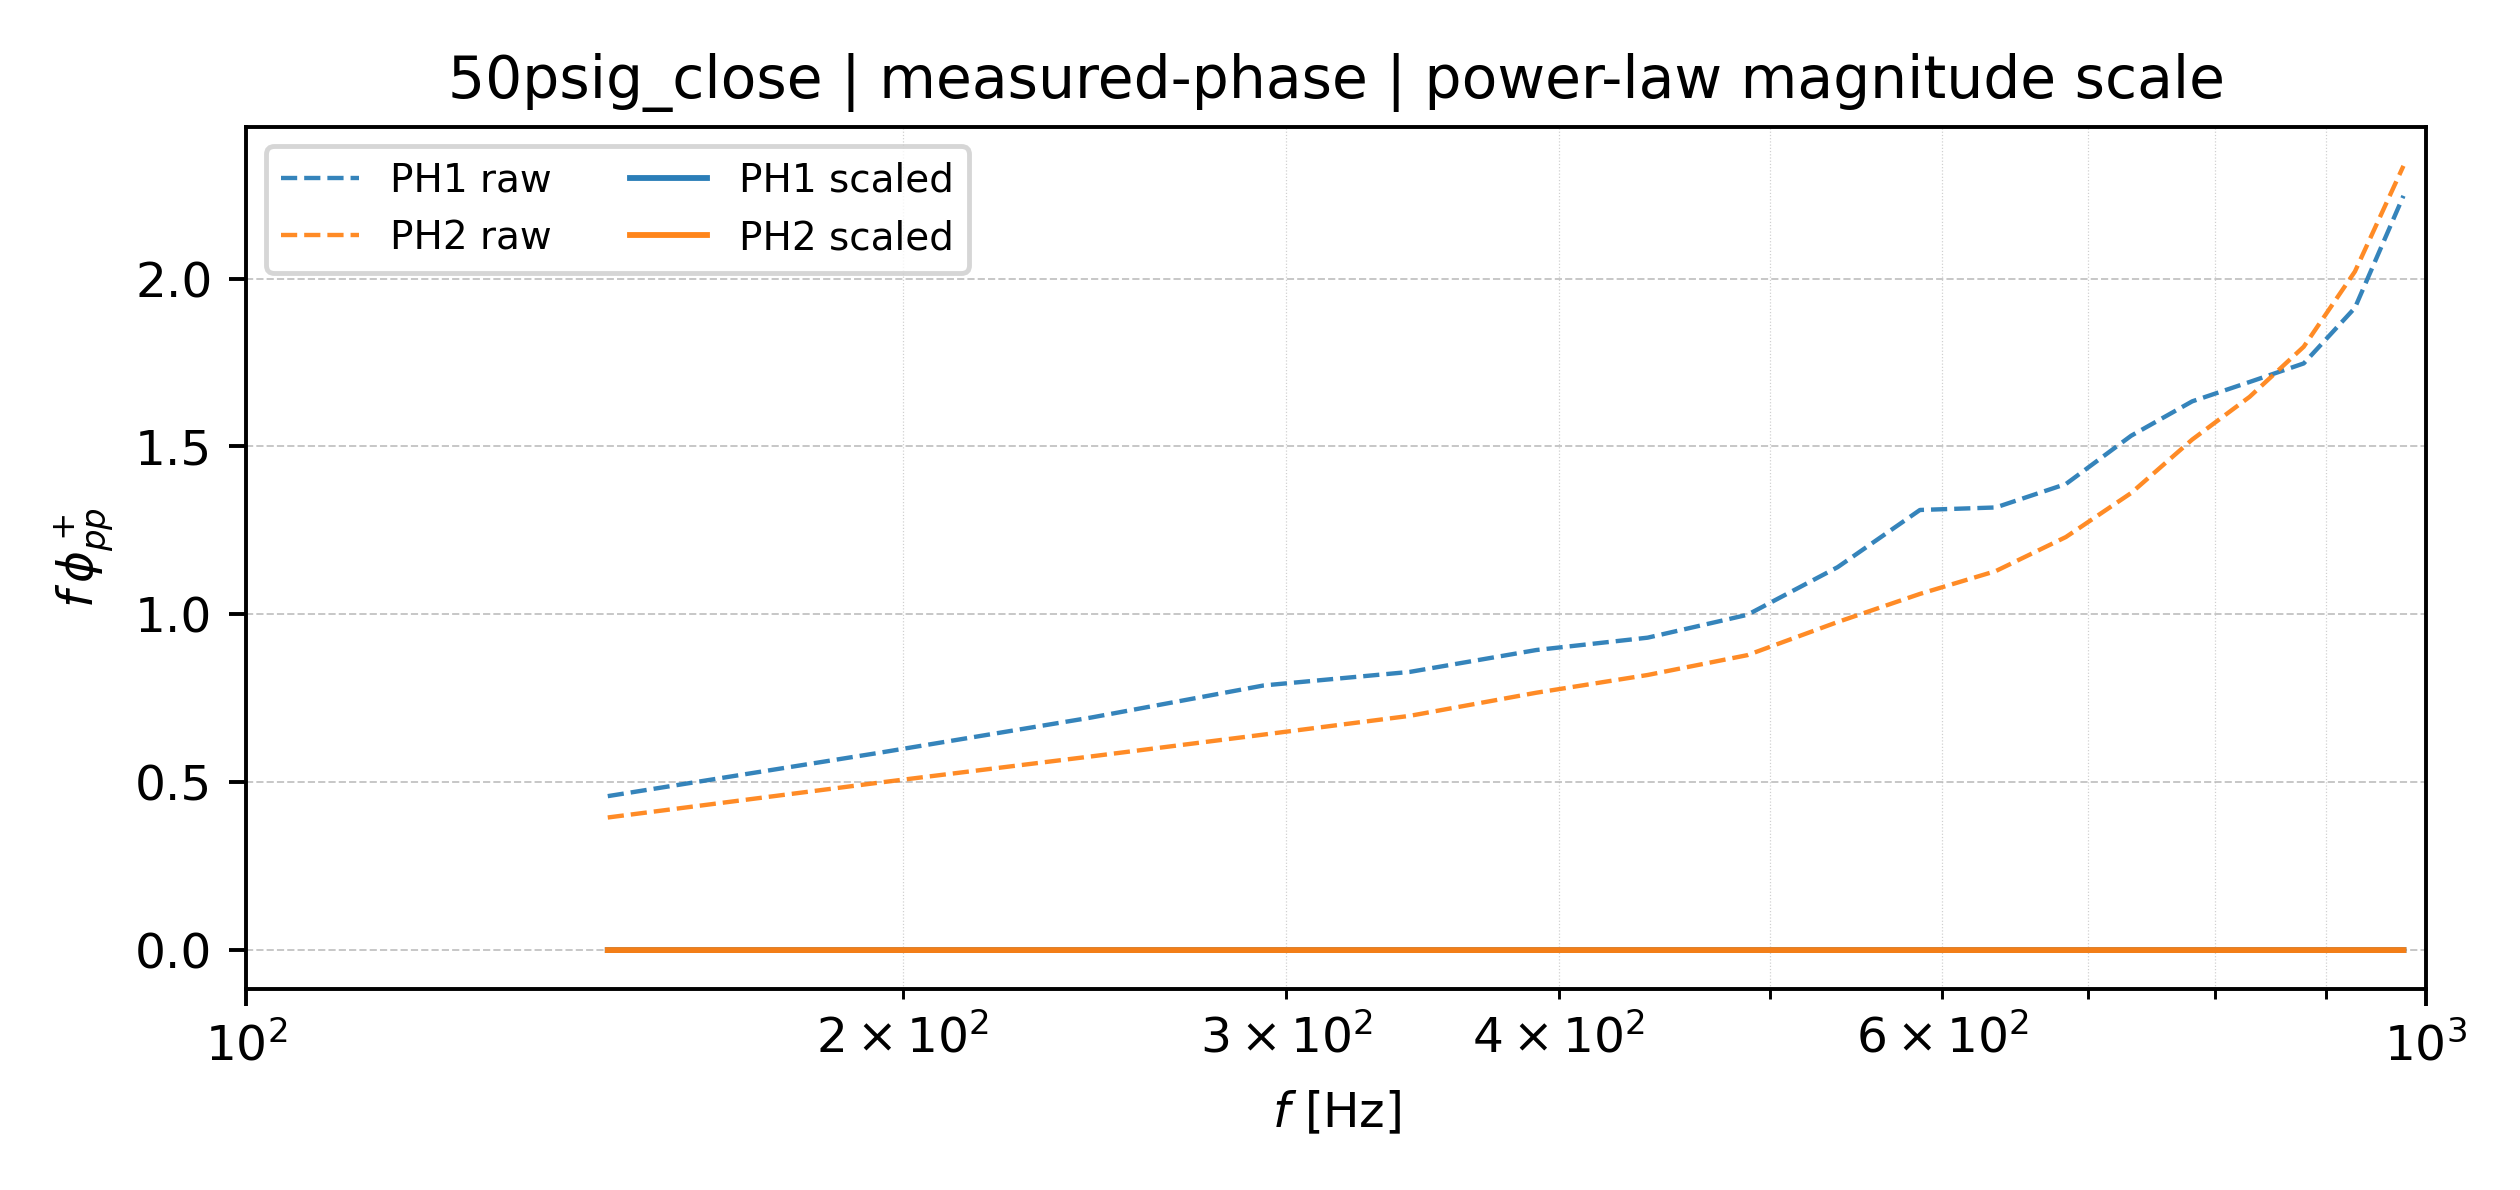 50psig_close | measured-phase | power-law magnitude scale
PH1 raw
PH2 raw
PH1 scaled
PH2 scaled
2.0
1.5
1.0
0.5
0.0
f ϕ⁺pp
10²
2 × 10²
3 × 10²
4 × 10²
6 × 10²
10³
f [Hz]